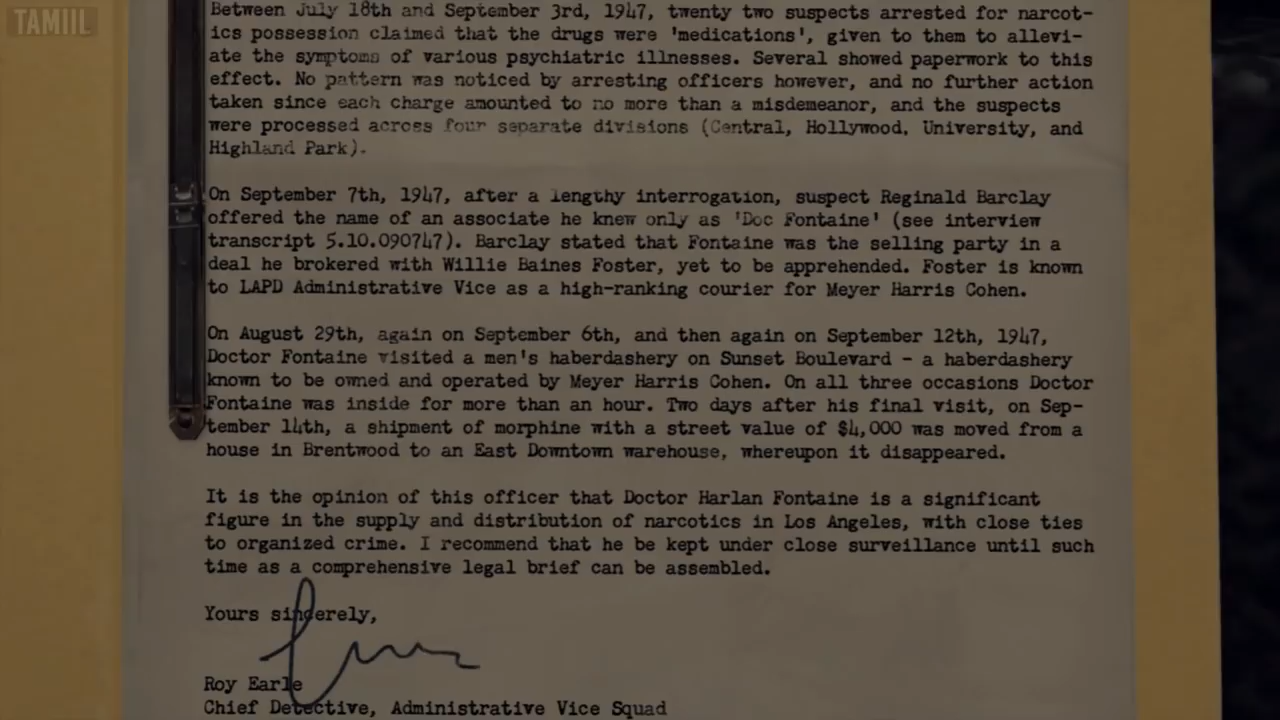 TAMIIL
Between July 18th and September 3rd, 1947, twenty two suspects arrested for narcot-
ics possession claimed that the drugs were 'medications', given to them to allevi-
ate the symptoms of various psychiatric illnesses. Several showed paperwork to this
effect. No pattern was noticed by arresting officers however, and no further action
taken since each charge amounted to no more than a misdemeanor, and the suspects
were processed across four separate divisions (Central, Hollywood, University, and
Highland Park).
On September 7th, 1947, after a lengthy interrogation, suspect Reginald Barclay
offered the name of an associate he knew only as 'Doc Fontaine' (see interview
transcript 5.10.090747). Barclay stated that Fontaine was the selling party in a
deal he brokered with Willie Baines Foster, yet to be apprehended. Foster is known
to LAPD Administrative Vice as a high-ranking courier for Meyer Harris Cohen.
On August 29th, again on September 6th, and then again on September 12th, 1947,
Doctor Fontaine visited a men's haberdashery on Sunset Boulevard - a haberdashery
known to be owned and operated by Meyer Harris Cohen. On all three occasions Doctor
Fontaine was inside for more than an hour. Two days after his final visit, on Sep-
tember 14th, a shipment of morphine with a street value of $4,000 was moved from a
house in Brentwood to an East Downtown warehouse, whereupon it disappeared.
It is the opinion of this officer that Doctor Harlan Fontaine is a significant
figure in the supply and distribution of narcotics in Los Angeles, with close ties
to organized crime. I recommend that he be kept under close surveillance until such
time as a comprehensive legal brief can be assembled.
Yours sincerely,
Roy Earle
Chief Detective, Administrative Vice Squad